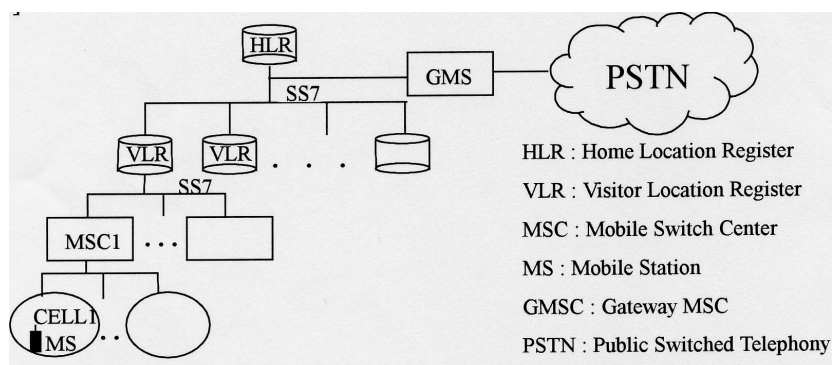 HLR
GMS
PSTN
SS7
VLR
VLR
SS7
MSC1
CELL1
MS
HLR : Home Location Register
VLR : Visitor Location Register
MSC : Mobile Switch Center
MS : Mobile Station
GMSC : Gateway MSC
PSTN : Public Switched Telephony